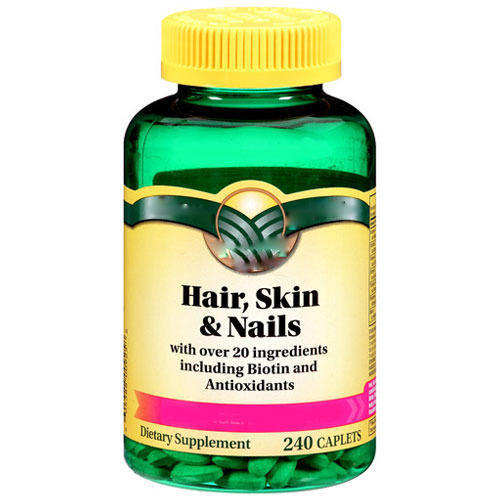 Hair, Skin
& Nails
with over 20 ingredients
including Biotin and
Antioxidants
Dietary Supplement
240 CAPLETS